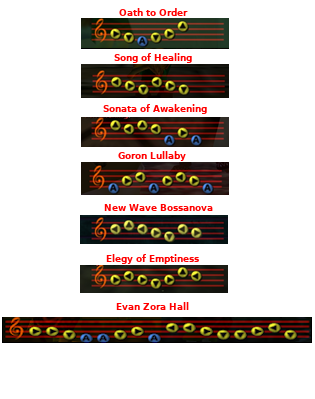 Oath to Order
A
Song of Healing
Sonata of Awakening
A A
Goron Lullaby
A A A
New Wave Bossanova
Elegy of Emptiness
Evan Zora Hall
A A A